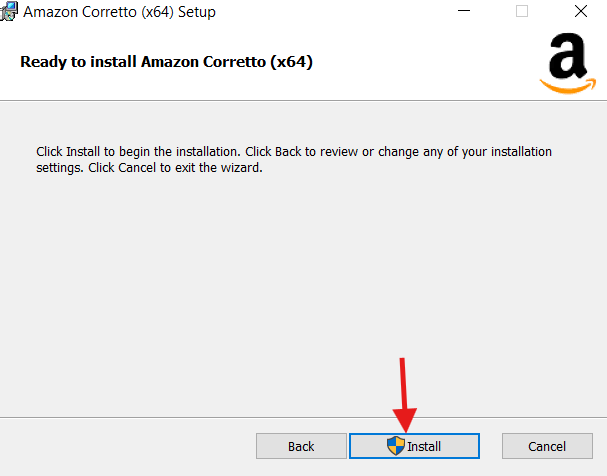 Amazon Corretto (x64) Setup
Ready to install Amazon Corretto (x64)
a
Click Install to begin the installation. Click Back to review or change any of your installation
settings. Click Cancel to exit the wizard.
Back
Install
Cancel